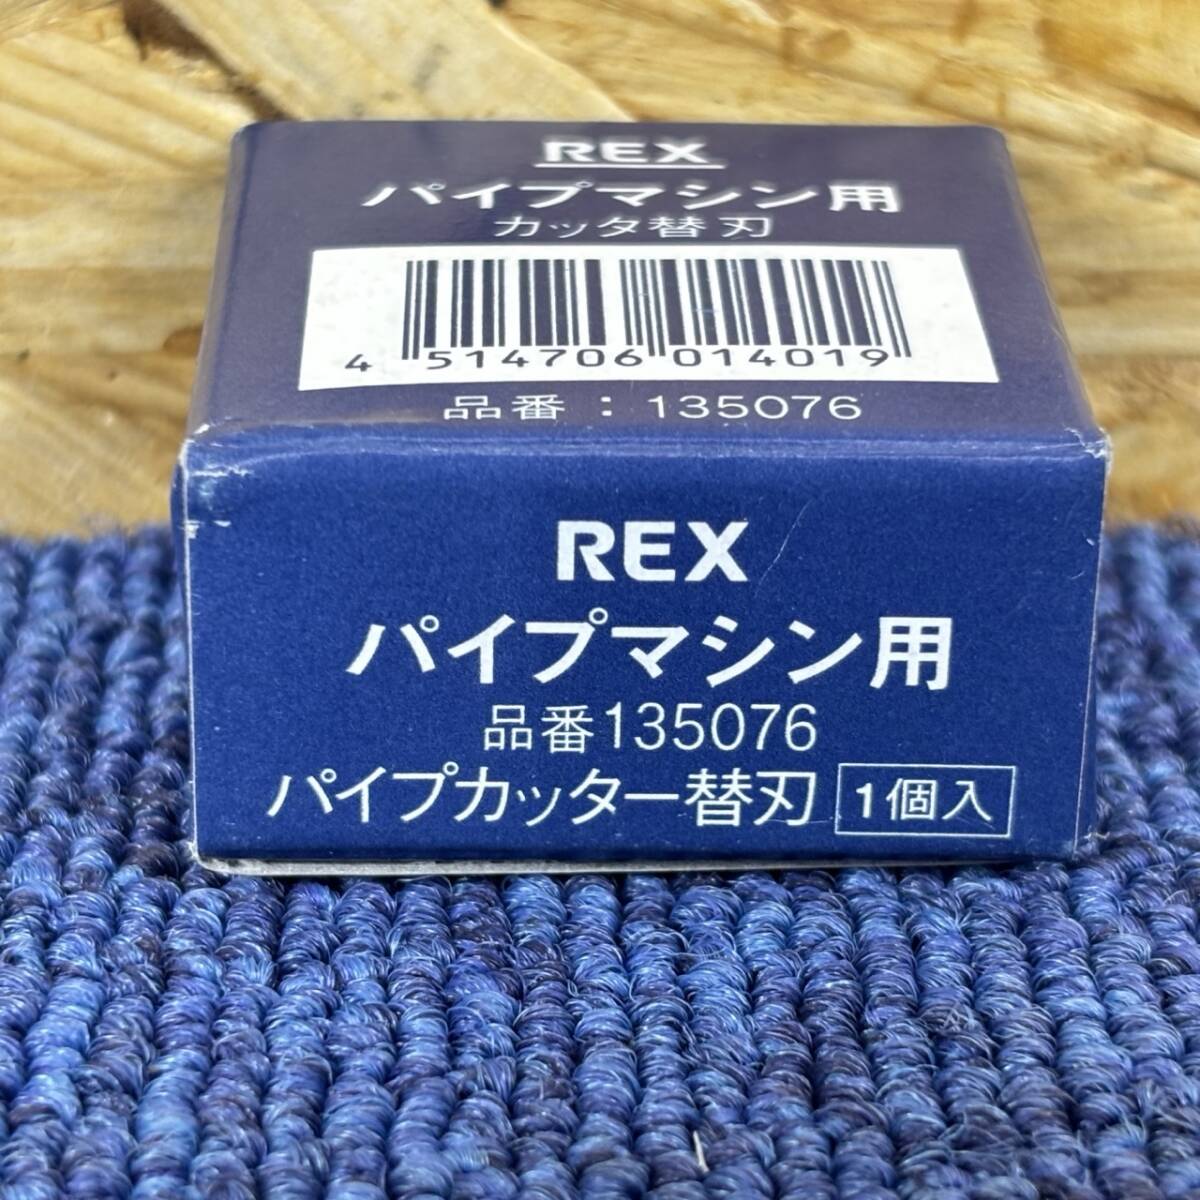 REX
パイプマシン用
カッタ替刃
4 514706 014019
品番：135076
REX
パイプマシン用
品番135076
パイプカッター替刃 1個入